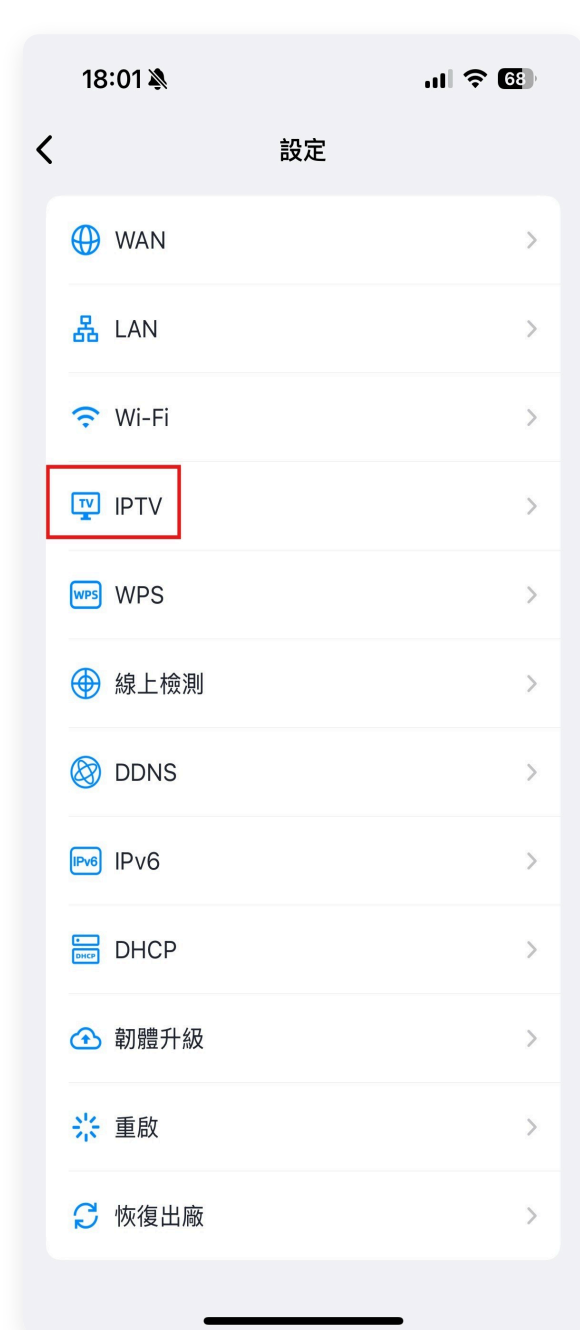 18:01 68
設定
WAN
LAN
Wi-Fi
TV IPTV
WPS WPS
線上檢測
DDNS
IPv6 IPv6
DHCP DHCP
韌體升級
重啟
恢復出廠